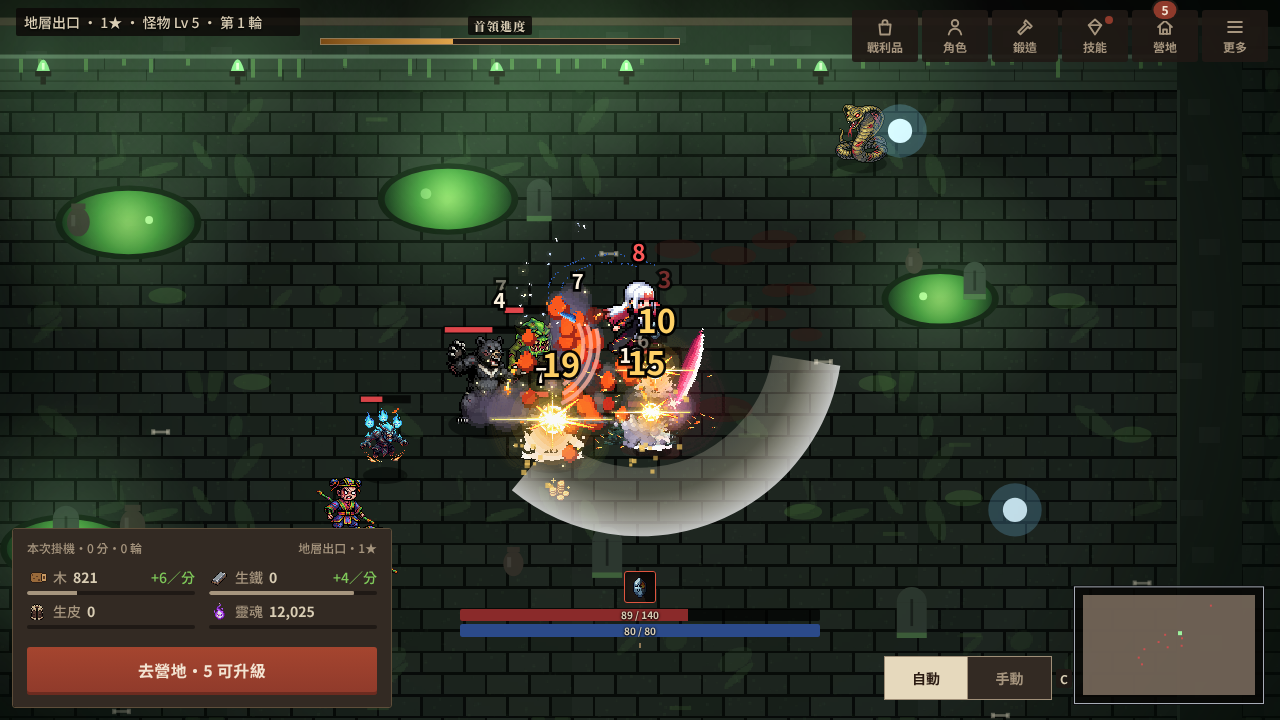 地層出口・1★・怪物 Lv 5・第 1 輪
首領進度
戰利品
角色
鍛造
技能
5
營地
更多
8
3
7
7
4
10
6
15
19
本次掛機・0 分・0 輪
地層出口・1★
木 821 +6／分
生鐵 0 +4／分
生皮 0
靈魂 12,025
去營地・5 可升級
89 / 140
80 / 80
自動
手動
C